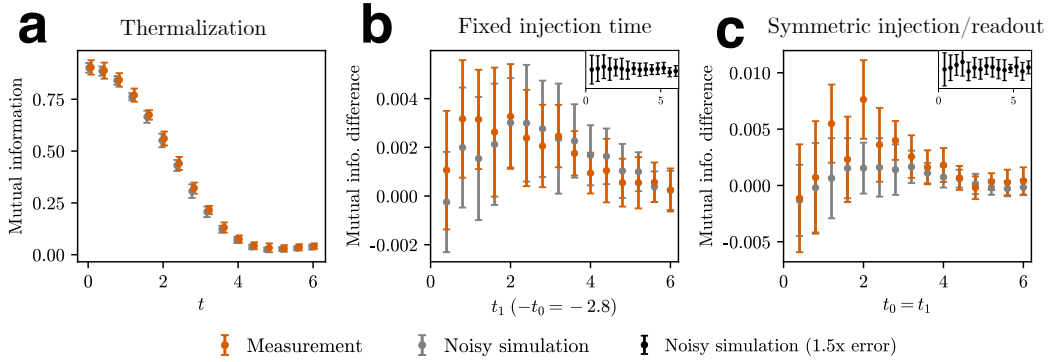 a
Thermalization
Mutual information
0.75
0.50
0.25
0.00
0
2
4
6
t
b
Fixed injection time
Mutual info. difference
0.004
0.002
0.000
-0.002
0
5
0
2
4
6
t₁ (−t₀ = − 2.8)
c
Symmetric injection/readout
Mutual info. difference
0.010
0.005
0.000
-0.005
0
5
0
2
4
6
t₀ = t₁
Measurement
Noisy simulation
Noisy simulation (1.5x error)